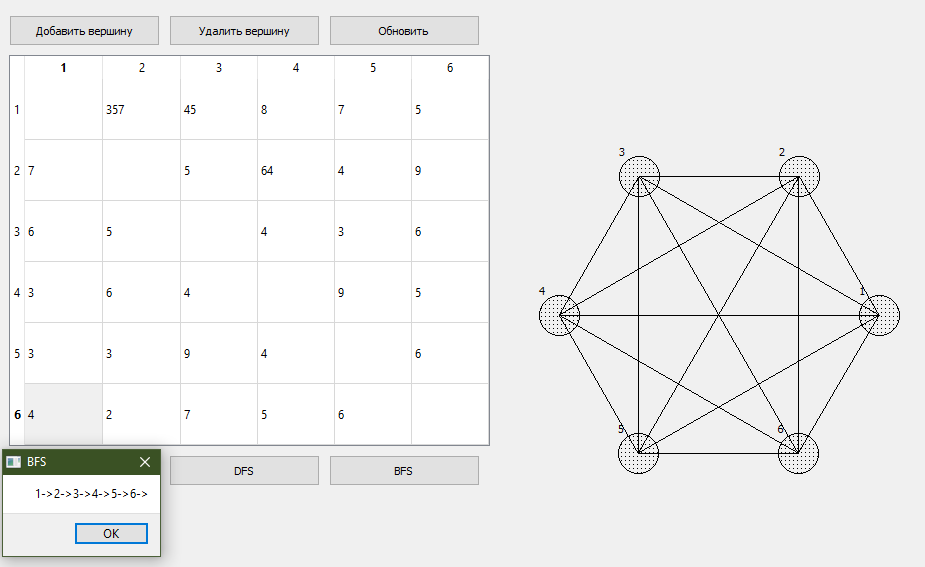 Добавить вершину Удалить вершину Обновить
1 2 3 4 5 6
1 357 45 8 7 5
2 7 5 64 4 9
3 6 5 4 3 6
4 3 6 4 9 5
5 3 3 9 4 6
6 4 2 7 5 6
DFS BFS
BFS
1->2->3->4->5->6->
OK
3 2
4 1
5 6